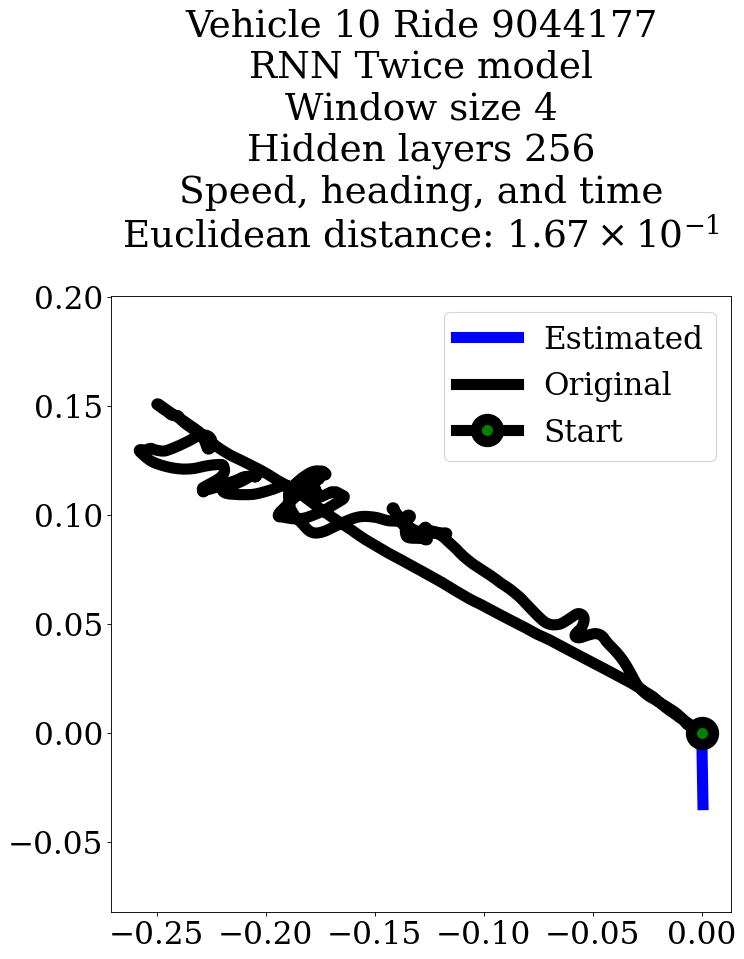 Vehicle 10 Ride 9044177
RNN Twice model
Window size 4
Hidden layers 256
Speed, heading, and time
Euclidean distance: 1.67 × 10⁻¹
0.20
Estimated
0.15
Original
Start
0.10
0.05
0.00
−0.05
−0.25 −0.20 −0.15 −0.10 −0.05 0.00